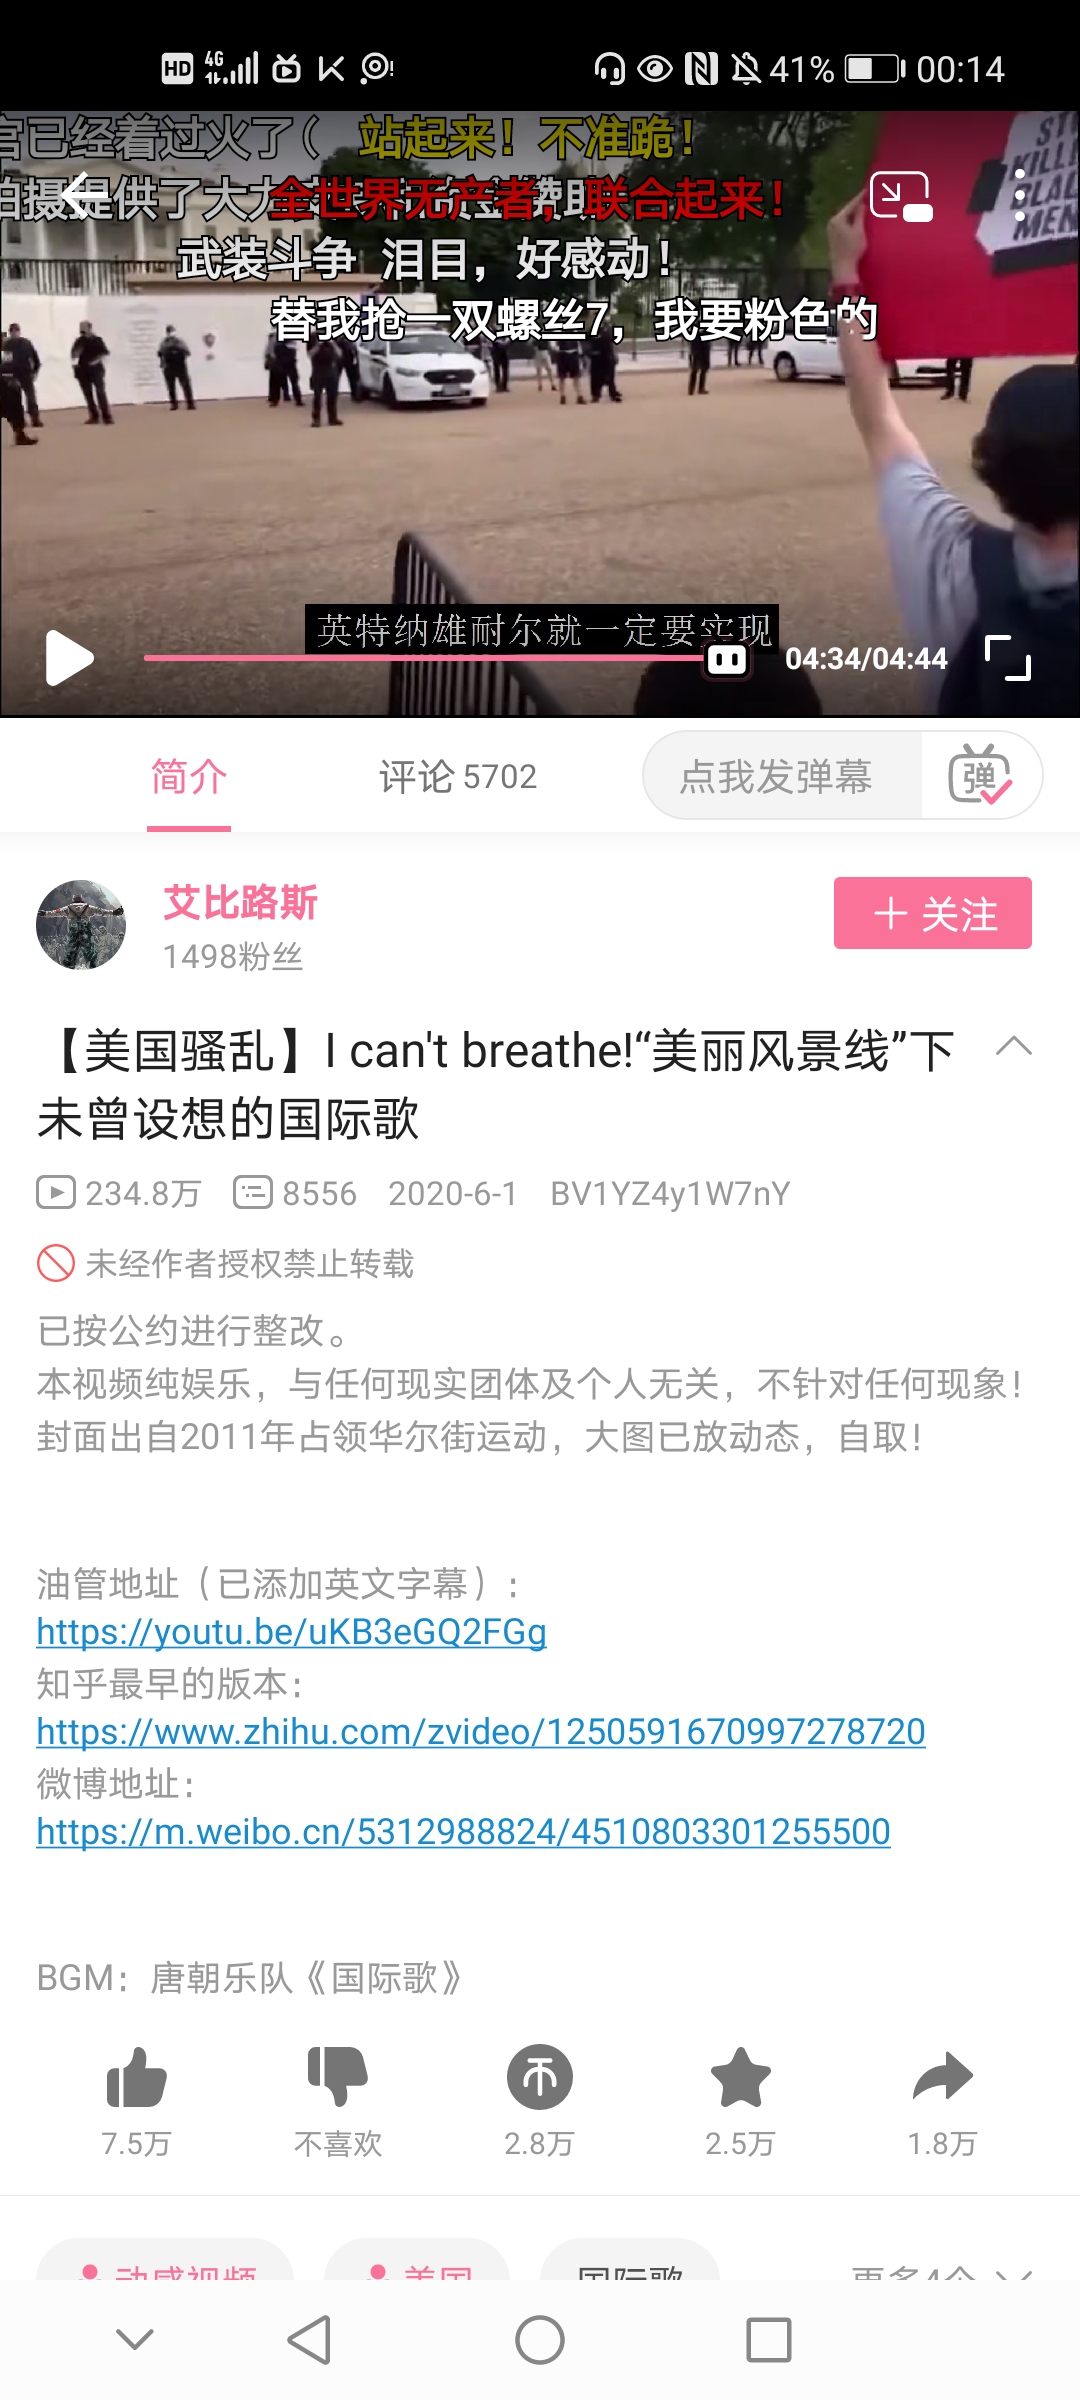 HD 4G 41% 00:14
官已经着过火了( 站起来！不准跪！
拍摄提供了大力 全世界无产者，联合起来！
武装斗争 泪目，好感动！
替我抢一双螺丝7，我要粉色的
KILL
MEN
英特纳雄耐尔就一定要实现
04:34/04:44
简介 评论 5702 点我发弹幕 弹
艾比路斯
1498粉丝
＋ 关注
【美国骚乱】I can't breathe!“美丽风景线”下
未曾设想的国际歌
234.8万 8556 2020-6-1 BV1YZ4y1W7nY
未经作者授权禁止转载
已按公约进行整改。
本视频纯娱乐，与任何现实团体及个人无关，不针对任何现象！
封面出自2011年占领华尔街运动，大图已放动态，自取！
油管地址（已添加英文字幕）：
https://youtu.be/uKB3eGQ2FGg
知乎最早的版本：
https://www.zhihu.com/zvideo/1250591670997278720
微博地址：
https://m.weibo.cn/5312988824/4510803301255500
BGM：唐朝乐队《国际歌》
7.5万 不喜欢 2.8万 2.5万 1.8万
动感视频 美国 国际歌 更多4个